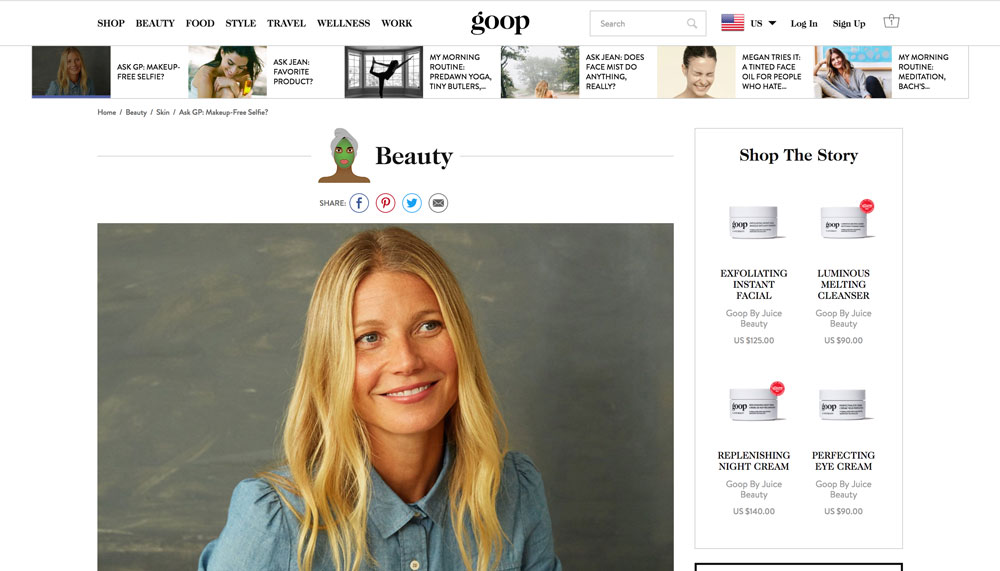 SHOP BEAUTY FOOD STYLE TRAVEL WELLNESS WORK
goop
Search
US
Log In
Sign Up
1
ASK GP: MAKEUP-
FREE SELFIE?
ASK JEAN:
FAVORITE
PRODUCT?
MY MORNING
ROUTINE:
PREDAWN YOGA,
TINY BUTLERS,...
ASK JEAN: DOES
FACE MIST DO
ANYTHING,
REALLY?
MEGAN TRIES IT:
A TINTED FACE
OIL FOR PEOPLE
WHO HATE...
MY MORNING
ROUTINE:
MEDITATION,
BACH'S...
Home / Beauty / Skin / Ask GP: Makeup-Free Selfie?
Beauty
SHARE:
Shop The Story
goop
EXFOLIATING
INSTANT
FACIAL
Goop By Juice
Beauty
US $125.00
goop
LUMINOUS
MELTING
CLEANSER
Goop By Juice
Beauty
US $90.00
goop
REPLENISHING
NIGHT CREAM
Goop By Juice
Beauty
US $140.00
goop
PERFECTING
EYE CREAM
Goop By Juice
Beauty
US $90.00